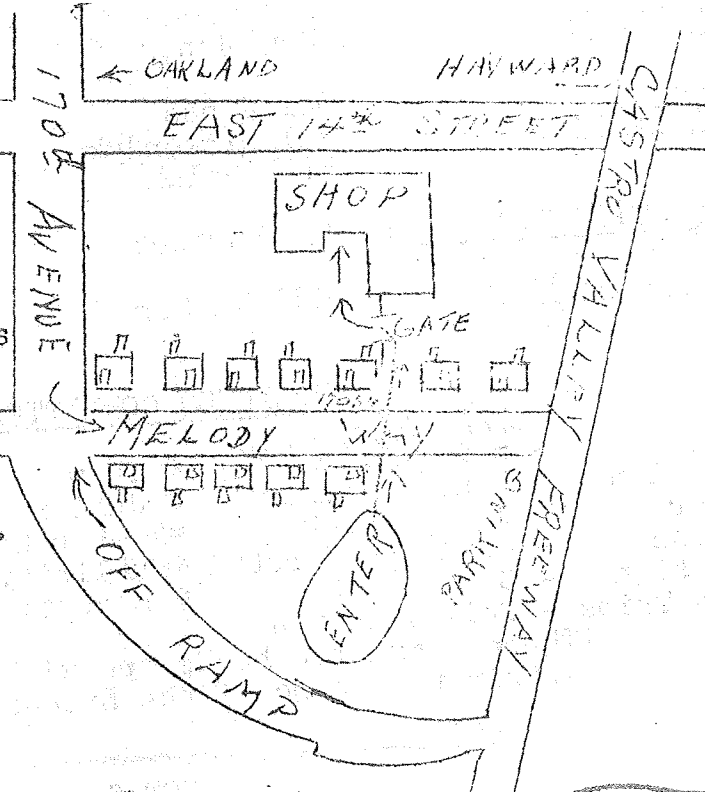 ← OAKLAND
HAYWARD
EAST 14th STREET
170th AVENUE
CASTRO VALLEY FREEWAY
SHOP
GATE
MELODY WAY
ENTER
PARKING
OFF RAMP